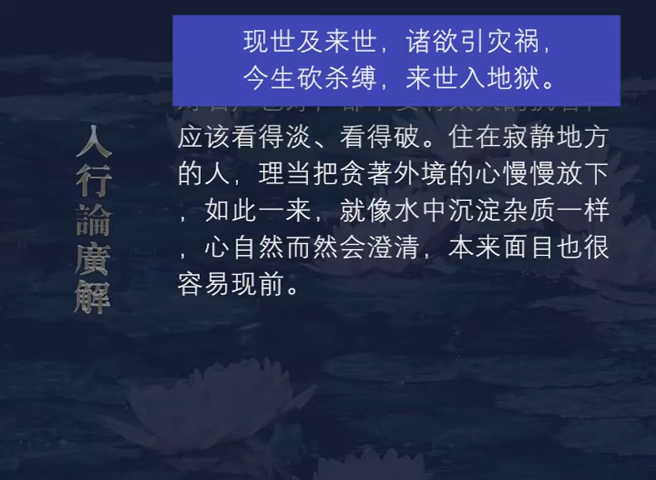 现世及来世，诸欲引灾祸，
今生砍杀缚，来世入地狱。
应该看得淡、看得破。住在寂静地方
的人，理当把贪著外境的心慢慢放下
，如此一来，就像水中沉淀杂质一样
，心自然而然会澄清，本来面目也很
容易现前。
入行論廣解